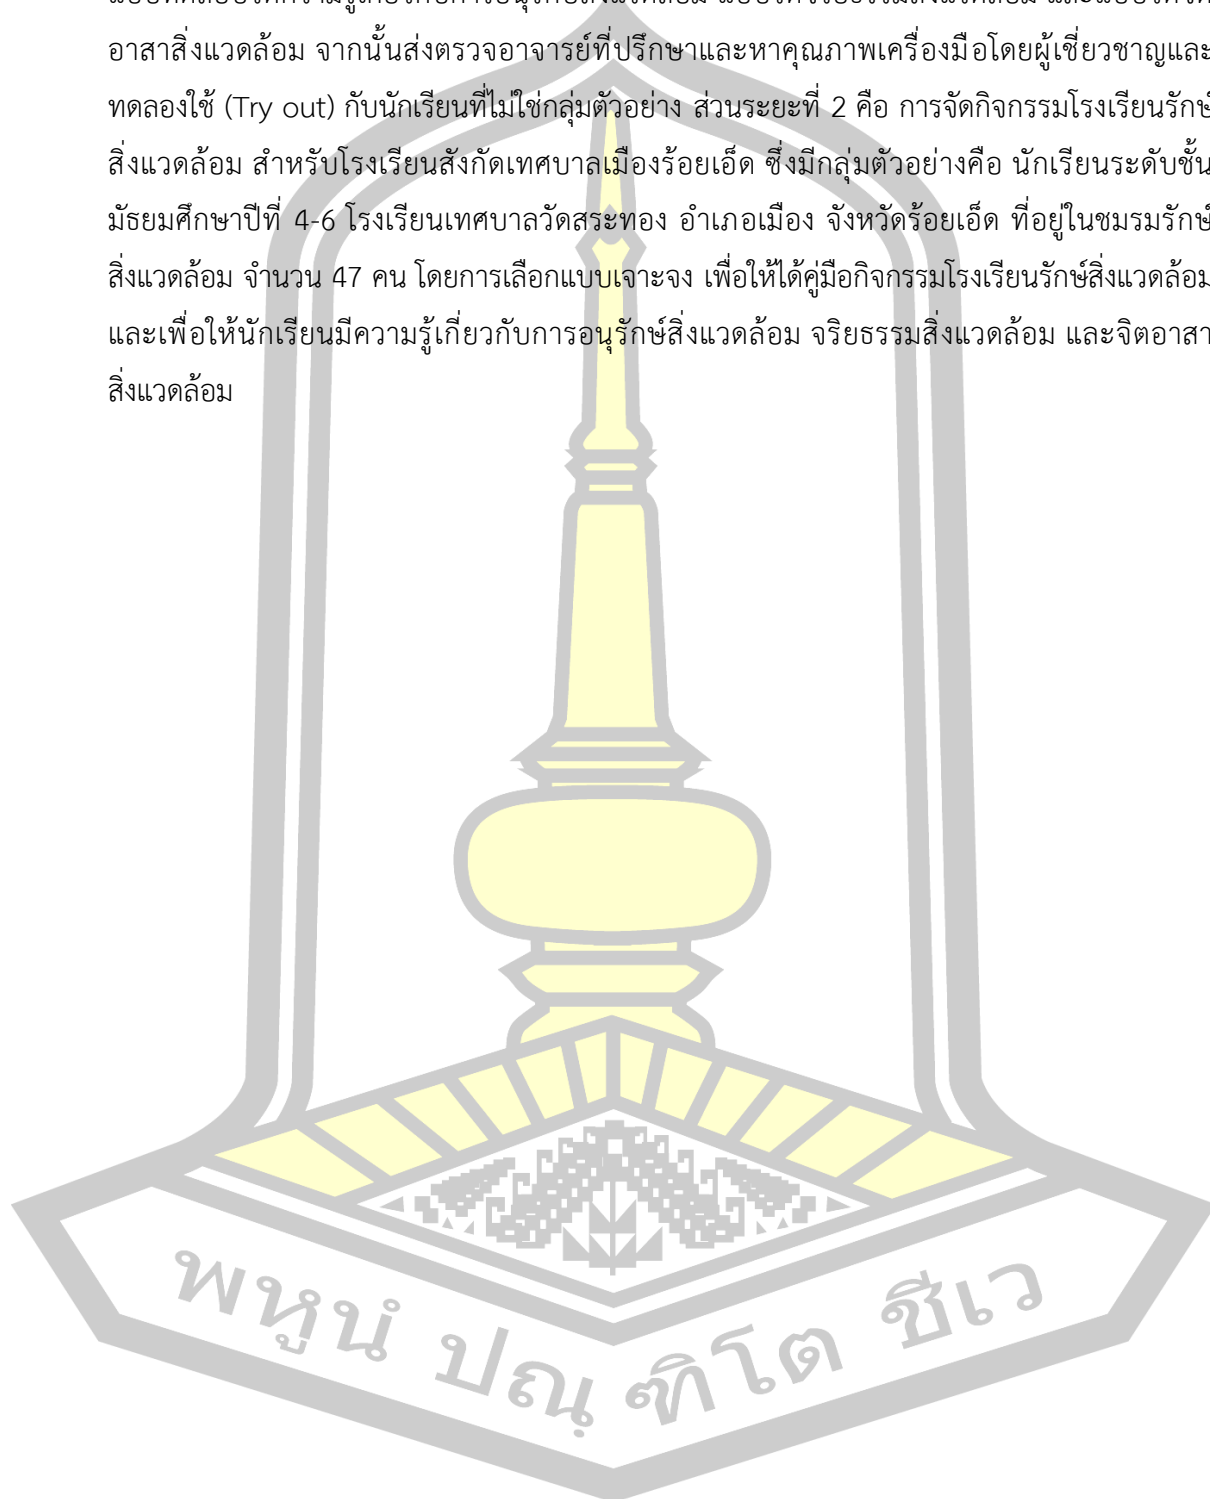 อาสาสิ่งแวดล้อม จากนั้นส่งตรวจอาจารย์ที่ปรึกษาและหาคุณภาพเครื่องมือโดยผู้เชี่ยวชาญและ
ทดลองใช้ (Try out) กับนักเรียนที่ไม่ใช่กลุ่มตัวอย่าง ส่วนระยะที่ 2 คือ การจัดกิจกรรมโรงเรียนรักษ์
สิ่งแวดล้อม สำหรับโรงเรียนสังกัดเทศบาลเมืองร้อยเอ็ด ซึ่งมีกลุ่มตัวอย่างคือ นักเรียนระดับชั้น
มัธยมศึกษาปีที่ 4-6 โรงเรียนเทศบาลวัดสระทอง อำเภอเมือง จังหวัดร้อยเอ็ด ที่อยู่ในชมรมรักษ์
สิ่งแวดล้อม จำนวน 47 คน โดยการเลือกแบบเจาะจง เพื่อให้ได้คู่มือกิจกรรมโรงเรียนรักษ์สิ่งแวดล้อม
และเพื่อให้นักเรียนมีความรู้เกี่ยวกับการอนุรักษ์สิ่งแวดล้อม จริยธรรมสิ่งแวดล้อม และจิตอาสา
สิ่งแวดล้อม
พหูนํ ปณฺฑิโต ชีเว